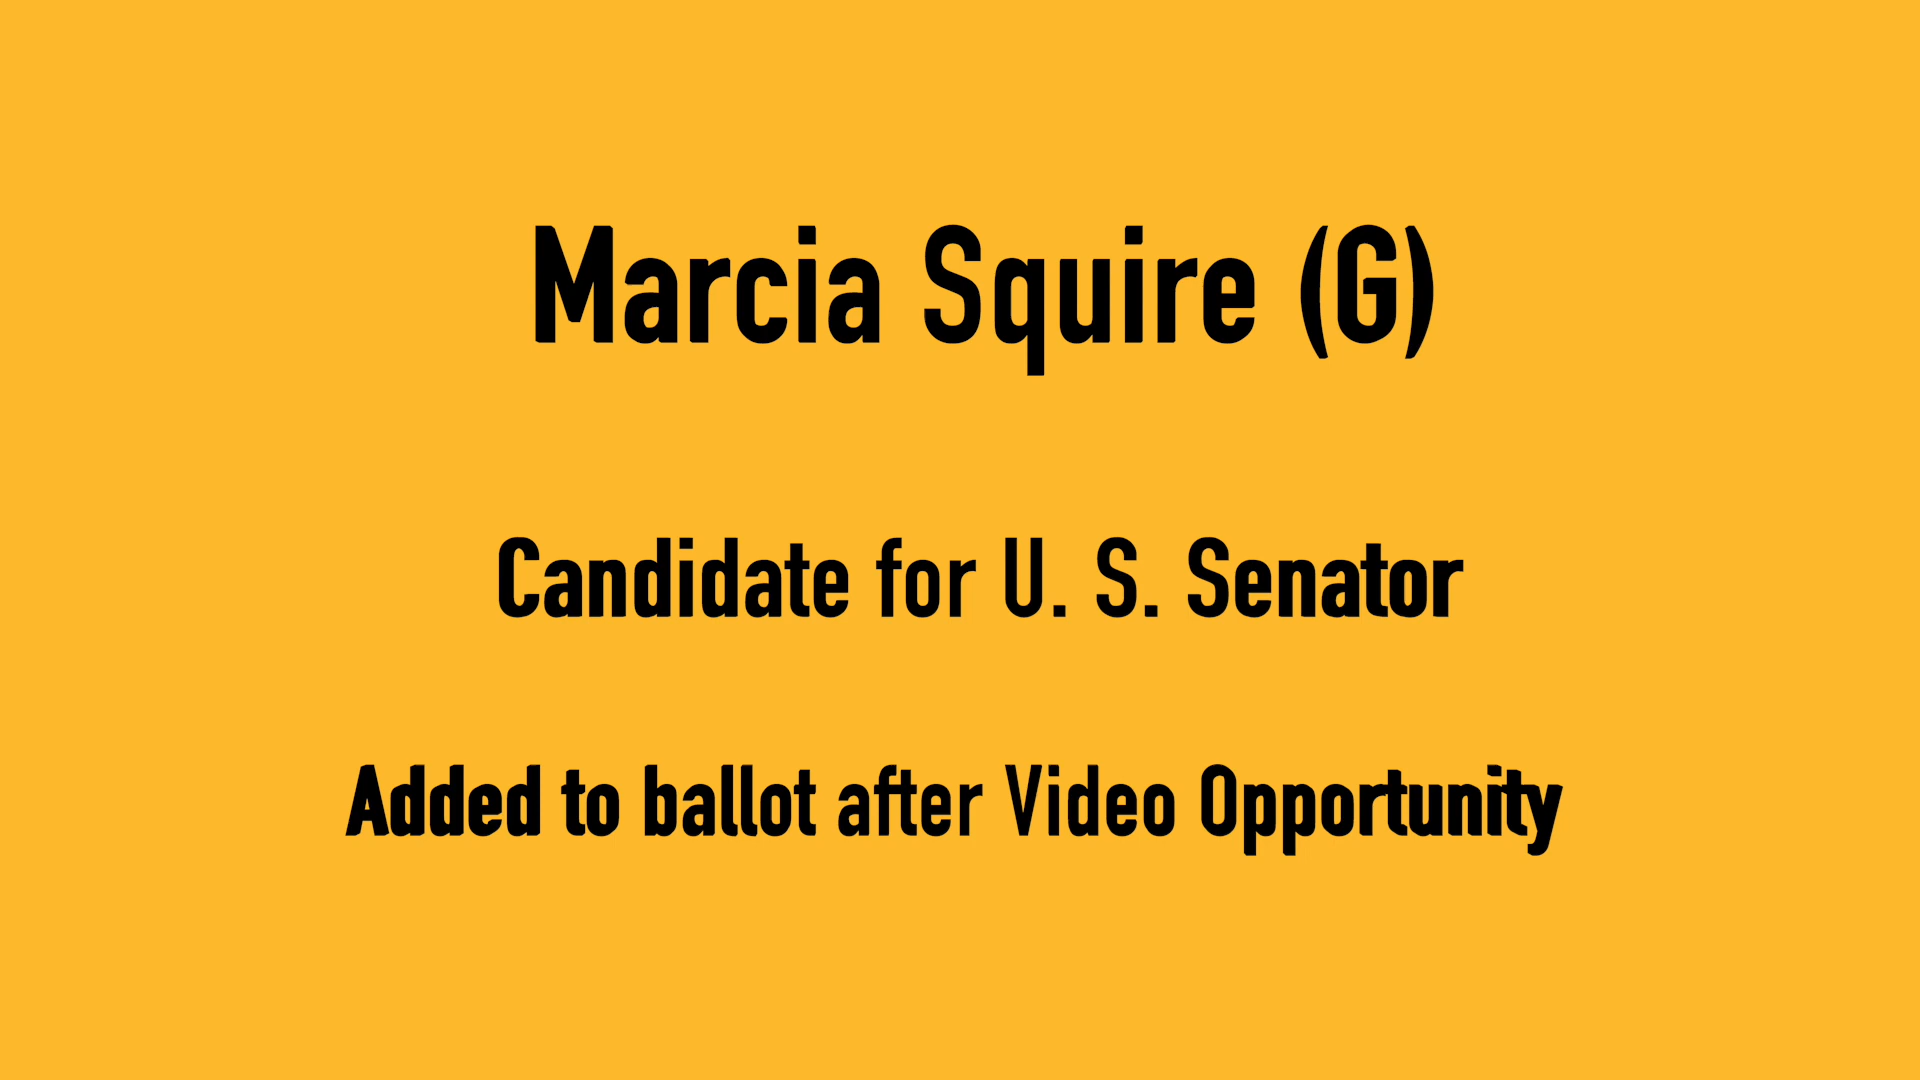 Marcia Squire (G)
Candidate for U. S. Senator
Added to ballot after Video Opportunity